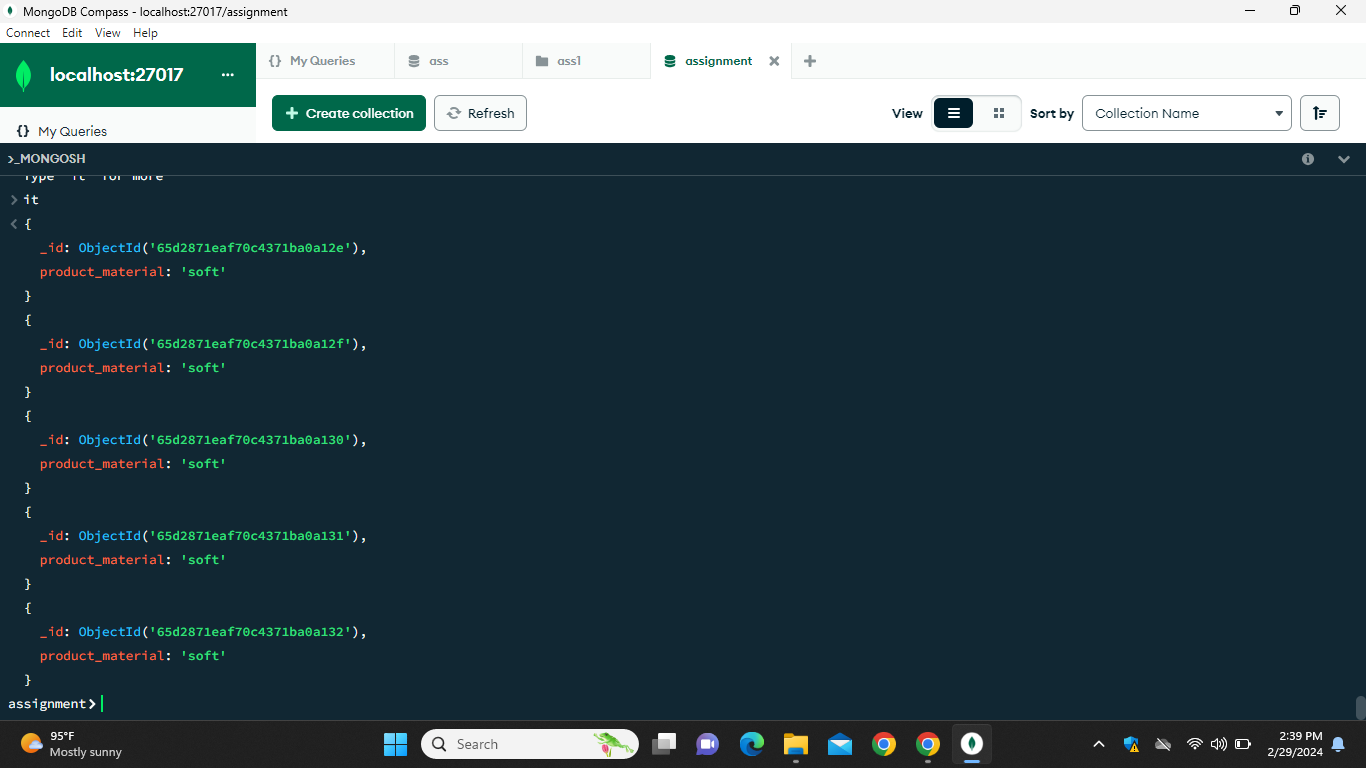 MongoDB Compass - localhost:27017/assignment
Connect Edit View Help
localhost:27017 ...
My Queries ass ass1 assignment
Create collection Refresh View Sort by Collection Name
{} My Queries
>_MONGOSH
Type "it" for more
> it
< {
_id: ObjectId('65d2871eaf70c4371ba0a12e'),
product_material: 'soft'
}
{
_id: ObjectId('65d2871eaf70c4371ba0a12f'),
product_material: 'soft'
}
{
_id: ObjectId('65d2871eaf70c4371ba0a130'),
product_material: 'soft'
}
{
_id: ObjectId('65d2871eaf70c4371ba0a131'),
product_material: 'soft'
}
{
_id: ObjectId('65d2871eaf70c4371ba0a132'),
product_material: 'soft'
}
assignment>
95°F
Mostly sunny
Search
2:39 PM
2/29/2024